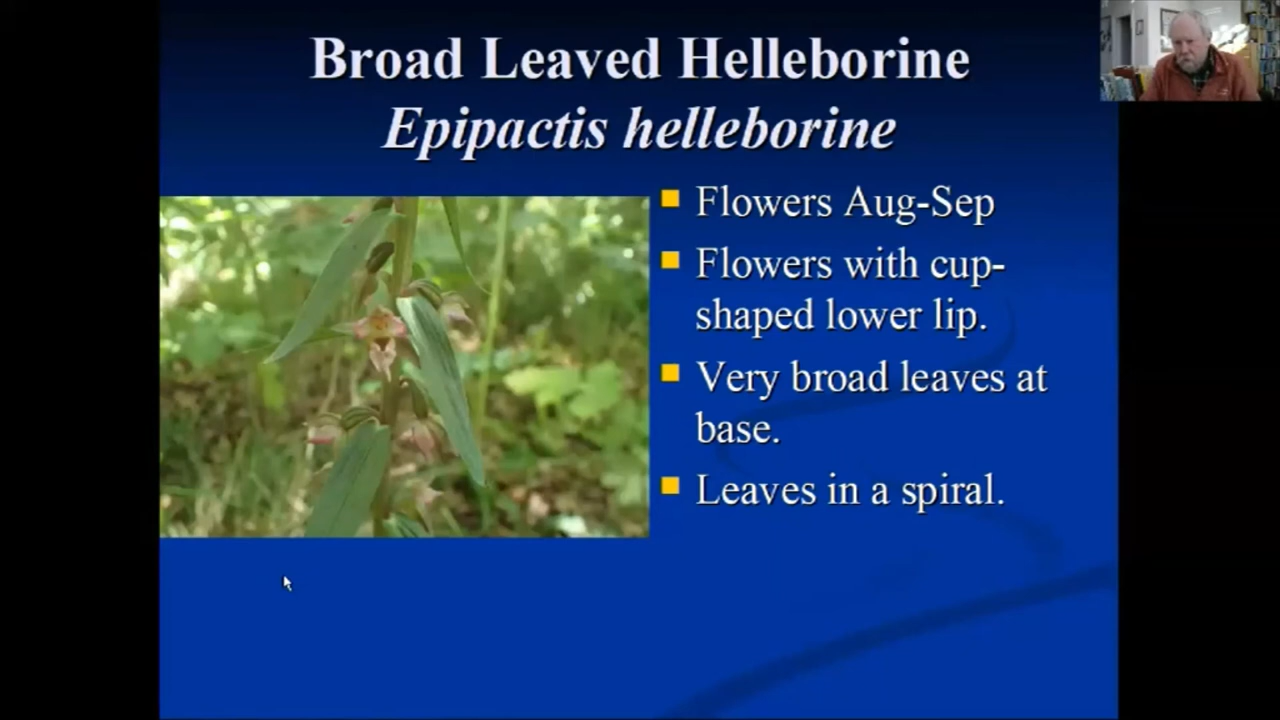 Broad Leaved Helleborine
Epipactis helleborine
Flowers Aug-Sep
Flowers with cup-
shaped lower lip.
Very broad leaves at
base.
Leaves in a spiral.